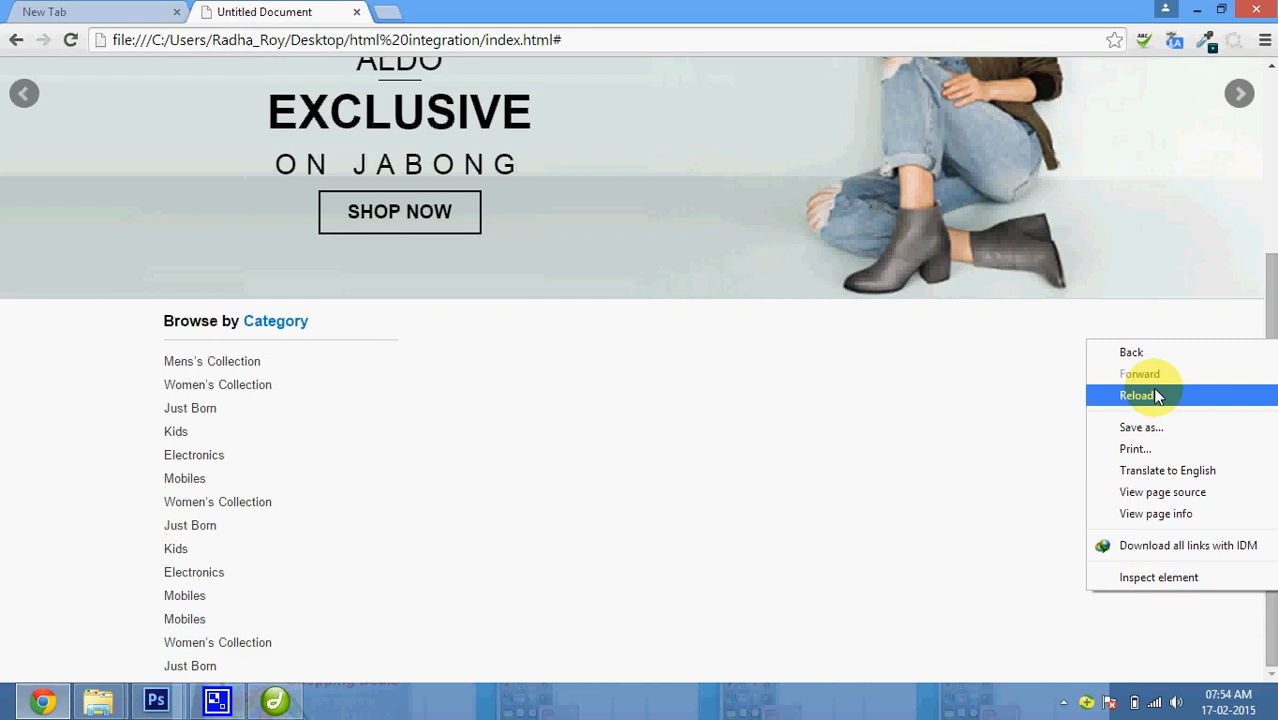 New Tab
Untitled Document
file:///C:/Users/Radha_Roy/Desktop/html%20integration/index.html#
ABC
ALDO
EXCLUSIVE
ON JABONG
SHOP NOW
Browse by Category
Mens's Collection
Women's Collection
Just Born
Kids
Electronics
Mobiles
Women's Collection
Just Born
Kids
Electronics
Mobiles
Mobiles
Women's Collection
Just Born
Back
Forward
Reload
Save as...
Print...
Translate to English
View page source
View page info
Download all links with IDM
Inspect element
Ps
07:54 AM
17-02-2015